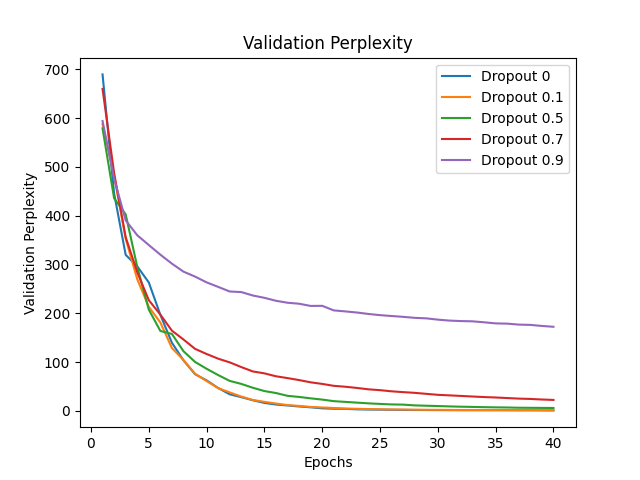 Validation Perplexity
700
600
500
400
300
200
100
0
Validation Perplexity
Dropout 0
Dropout 0.1
Dropout 0.5
Dropout 0.7
Dropout 0.9
0 5 10 15 20 25 30 35 40
Epochs